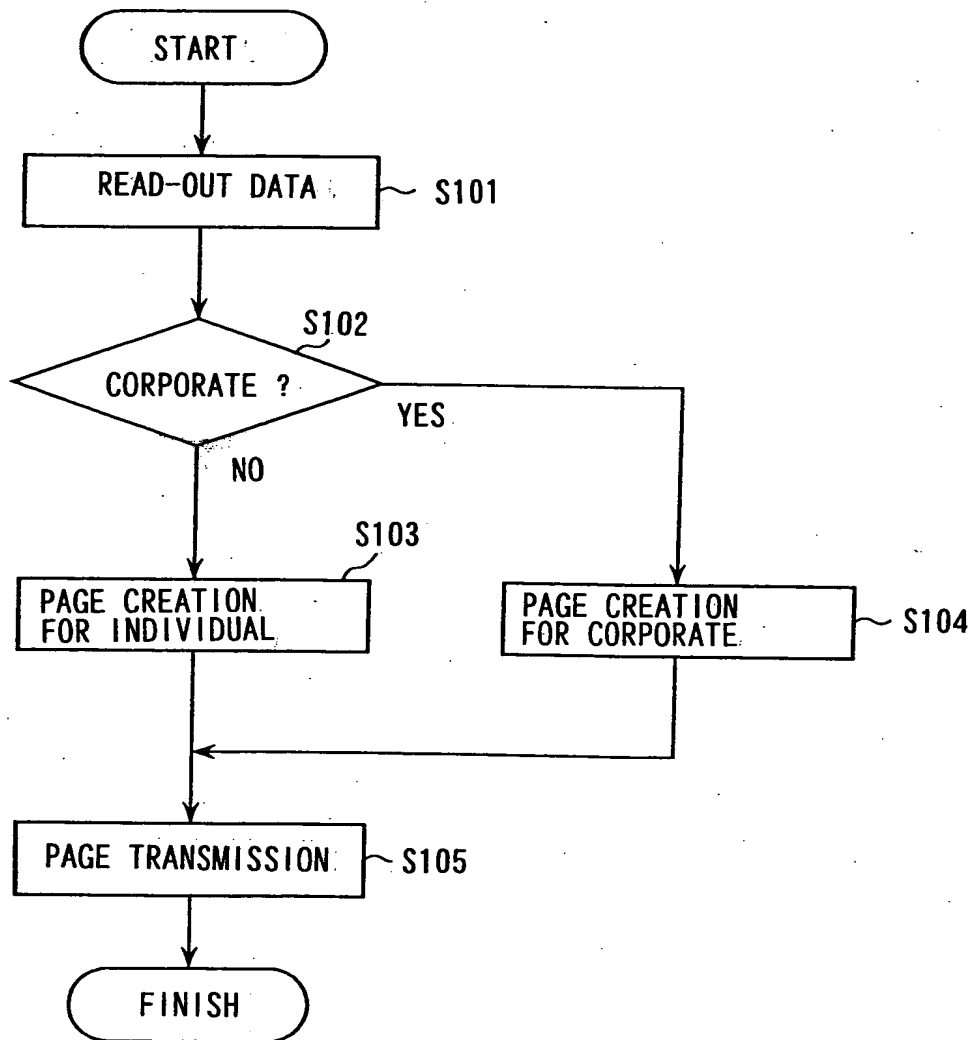 START
READ-OUT DATA
S101
S102
CORPORATE ?
YES
NO
S103
PAGE CREATION
FOR INDIVIDUAL
PAGE CREATION
FOR CORPORATE
S104
PAGE TRANSMISSION
S105
FINISH